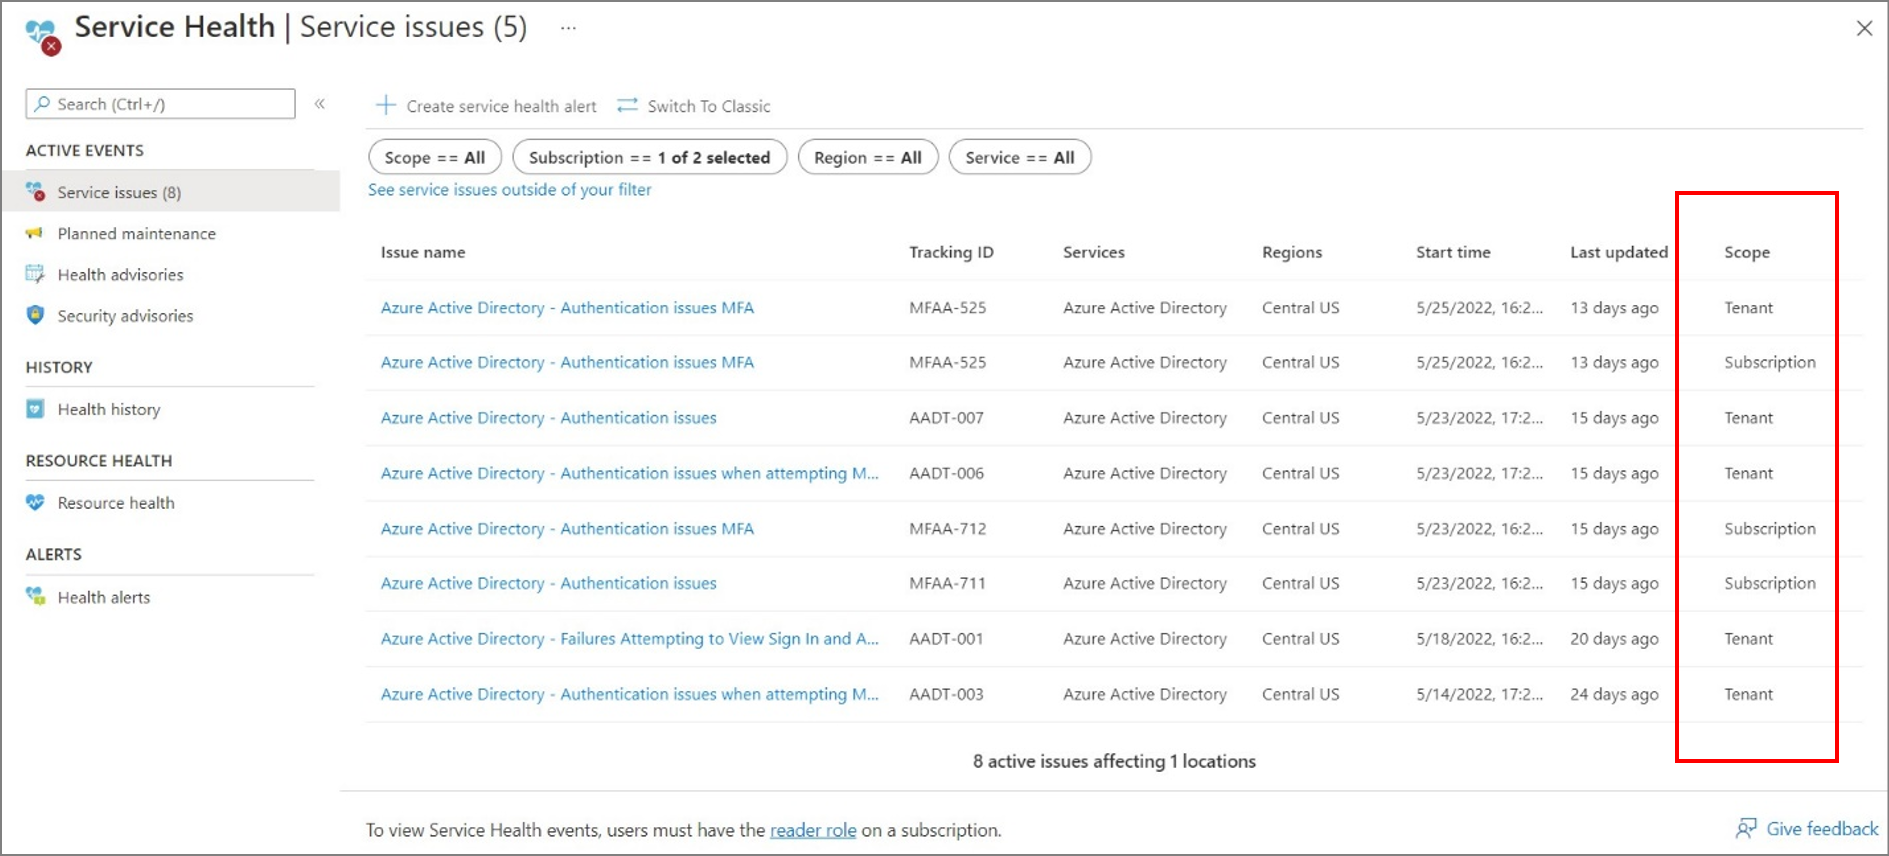 Service Health | Service issues (5) ...
Search (Ctrl+/) «
ACTIVE EVENTS
Service issues (8)
Planned maintenance
Health advisories
Security advisories
HISTORY
Health history
RESOURCE HEALTH
Resource health
ALERTS
Health alerts
Create service health alert Switch To Classic
Scope == All Subscription == 1 of 2 selected Region == All Service == All
See service issues outside of your filter
Issue name Tracking ID Services Regions Start time Last updated Scope
Azure Active Directory - Authentication issues MFA MFAA-525 Azure Active Directory Central US 5/25/2022, 16:2... 13 days ago Tenant
Azure Active Directory - Authentication issues MFA MFAA-525 Azure Active Directory Central US 5/25/2022, 16:2... 13 days ago Subscription
Azure Active Directory - Authentication issues AADT-007 Azure Active Directory Central US 5/23/2022, 17:2... 15 days ago Tenant
Azure Active Directory - Authentication issues when attempting M... AADT-006 Azure Active Directory Central US 5/23/2022, 17:2... 15 days ago Tenant
Azure Active Directory - Authentication issues MFA MFAA-712 Azure Active Directory Central US 5/23/2022, 16:2... 15 days ago Subscription
Azure Active Directory - Authentication issues MFAA-711 Azure Active Directory Central US 5/23/2022, 16:2... 15 days ago Subscription
Azure Active Directory - Failures Attempting to View Sign In and A... AADT-001 Azure Active Directory Central US 5/18/2022, 16:2... 20 days ago Tenant
Azure Active Directory - Authentication issues when attempting M... AADT-003 Azure Active Directory Central US 5/14/2022, 17:2... 24 days ago Tenant
8 active issues affecting 1 locations
To view Service Health events, users must have the reader role on a subscription.
Give feedback